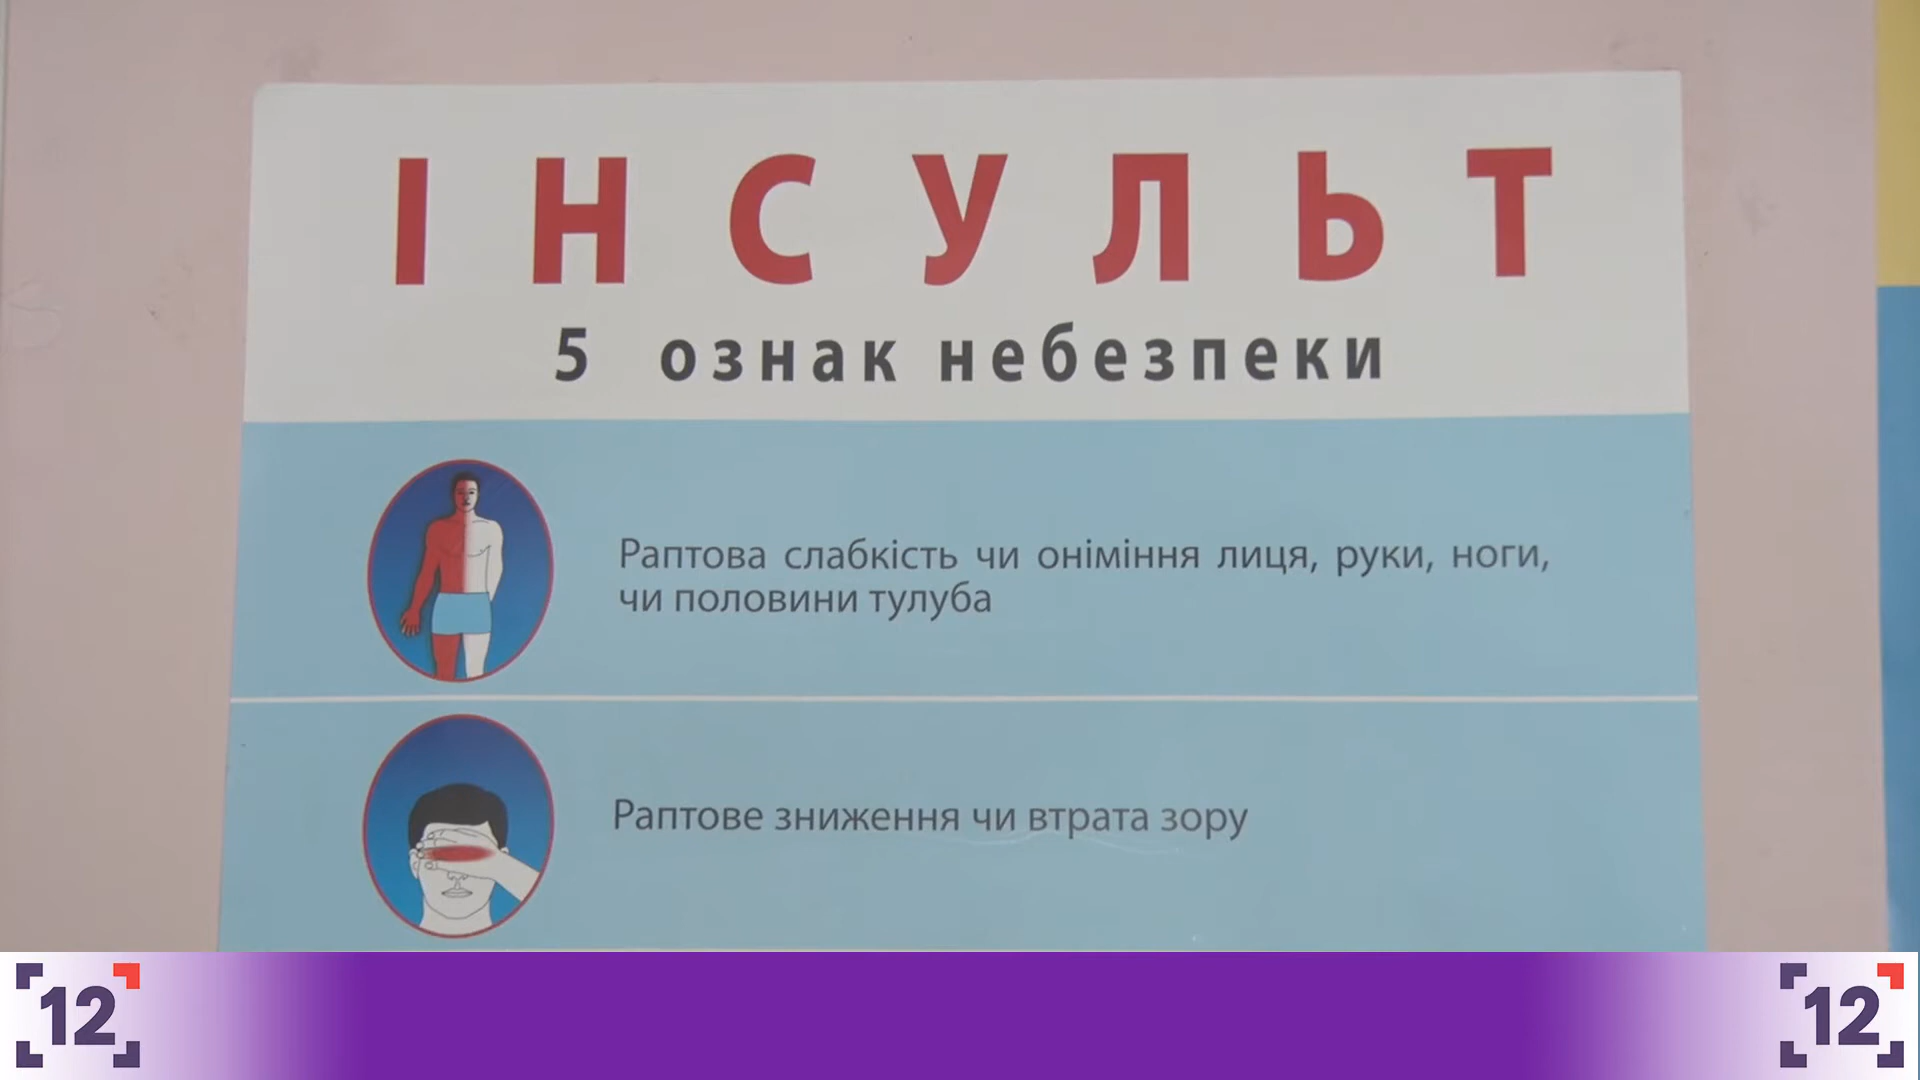 ІНСУЛЬТ
5 ознак небезпеки
Раптова слабкість чи оніміння лиця, руки, ноги,
чи половини тулуба
Раптове зниження чи втрата зору
12 12